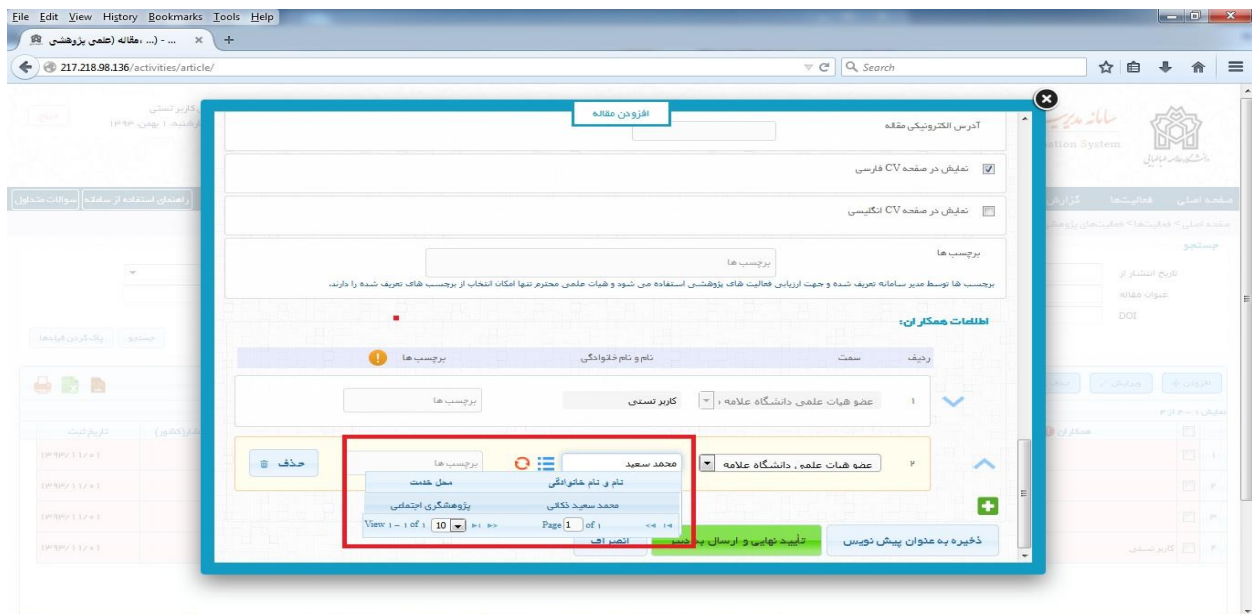 File Edit View History Bookmarks Tools Help
مقاله (علمی پژوهشی، ...) - ...
217.218.98.136/activities/article/
Search
افزودن مقاله
آدرس الکترونیکی مقاله
نمایش در صفحه CV فارسی
نمایش در صفحه CV انگلیسی
برچسب ها
برچسب ها
برچسب ها توسط مدیر سامانه تعریف شده و جهت ارزیابی فعالیت های پژوهشی استفاده می شود و هیات علمی محترم تنها امکان انتخاب از برچسب های تعریف شده را دارند.
اطلاعات همکاران:
ردیف سمت نام و نام خانوادگی برچسب ها
۱ عضو هیات علمی دانشگاه علامه کاربر تستی برچسب ها
۲ عضو هیات علمی دانشگاه علامه محمد سعید برچسب ها حذف
نام و نام خانوادگی محل خدمت
محمد سعید ذکائی پژوهشگری اجتماعی
Page 1 of 1 View 1 – 1 of 1 10
ذخیره به عنوان پیش نویس تأیید نهایی و ارسال به انصراف
صفحه اصلی فعالیت‌ها گزارش
راهنمای استفاده از سامانه سوالات متداول
جستجو
تاریخ انتشار از
عنوان مقاله
DOI
جستجو پاک کردن فیلدها
افزودن ویرایش حذف
همکاران تاریخ ثبت
کاربر تستی